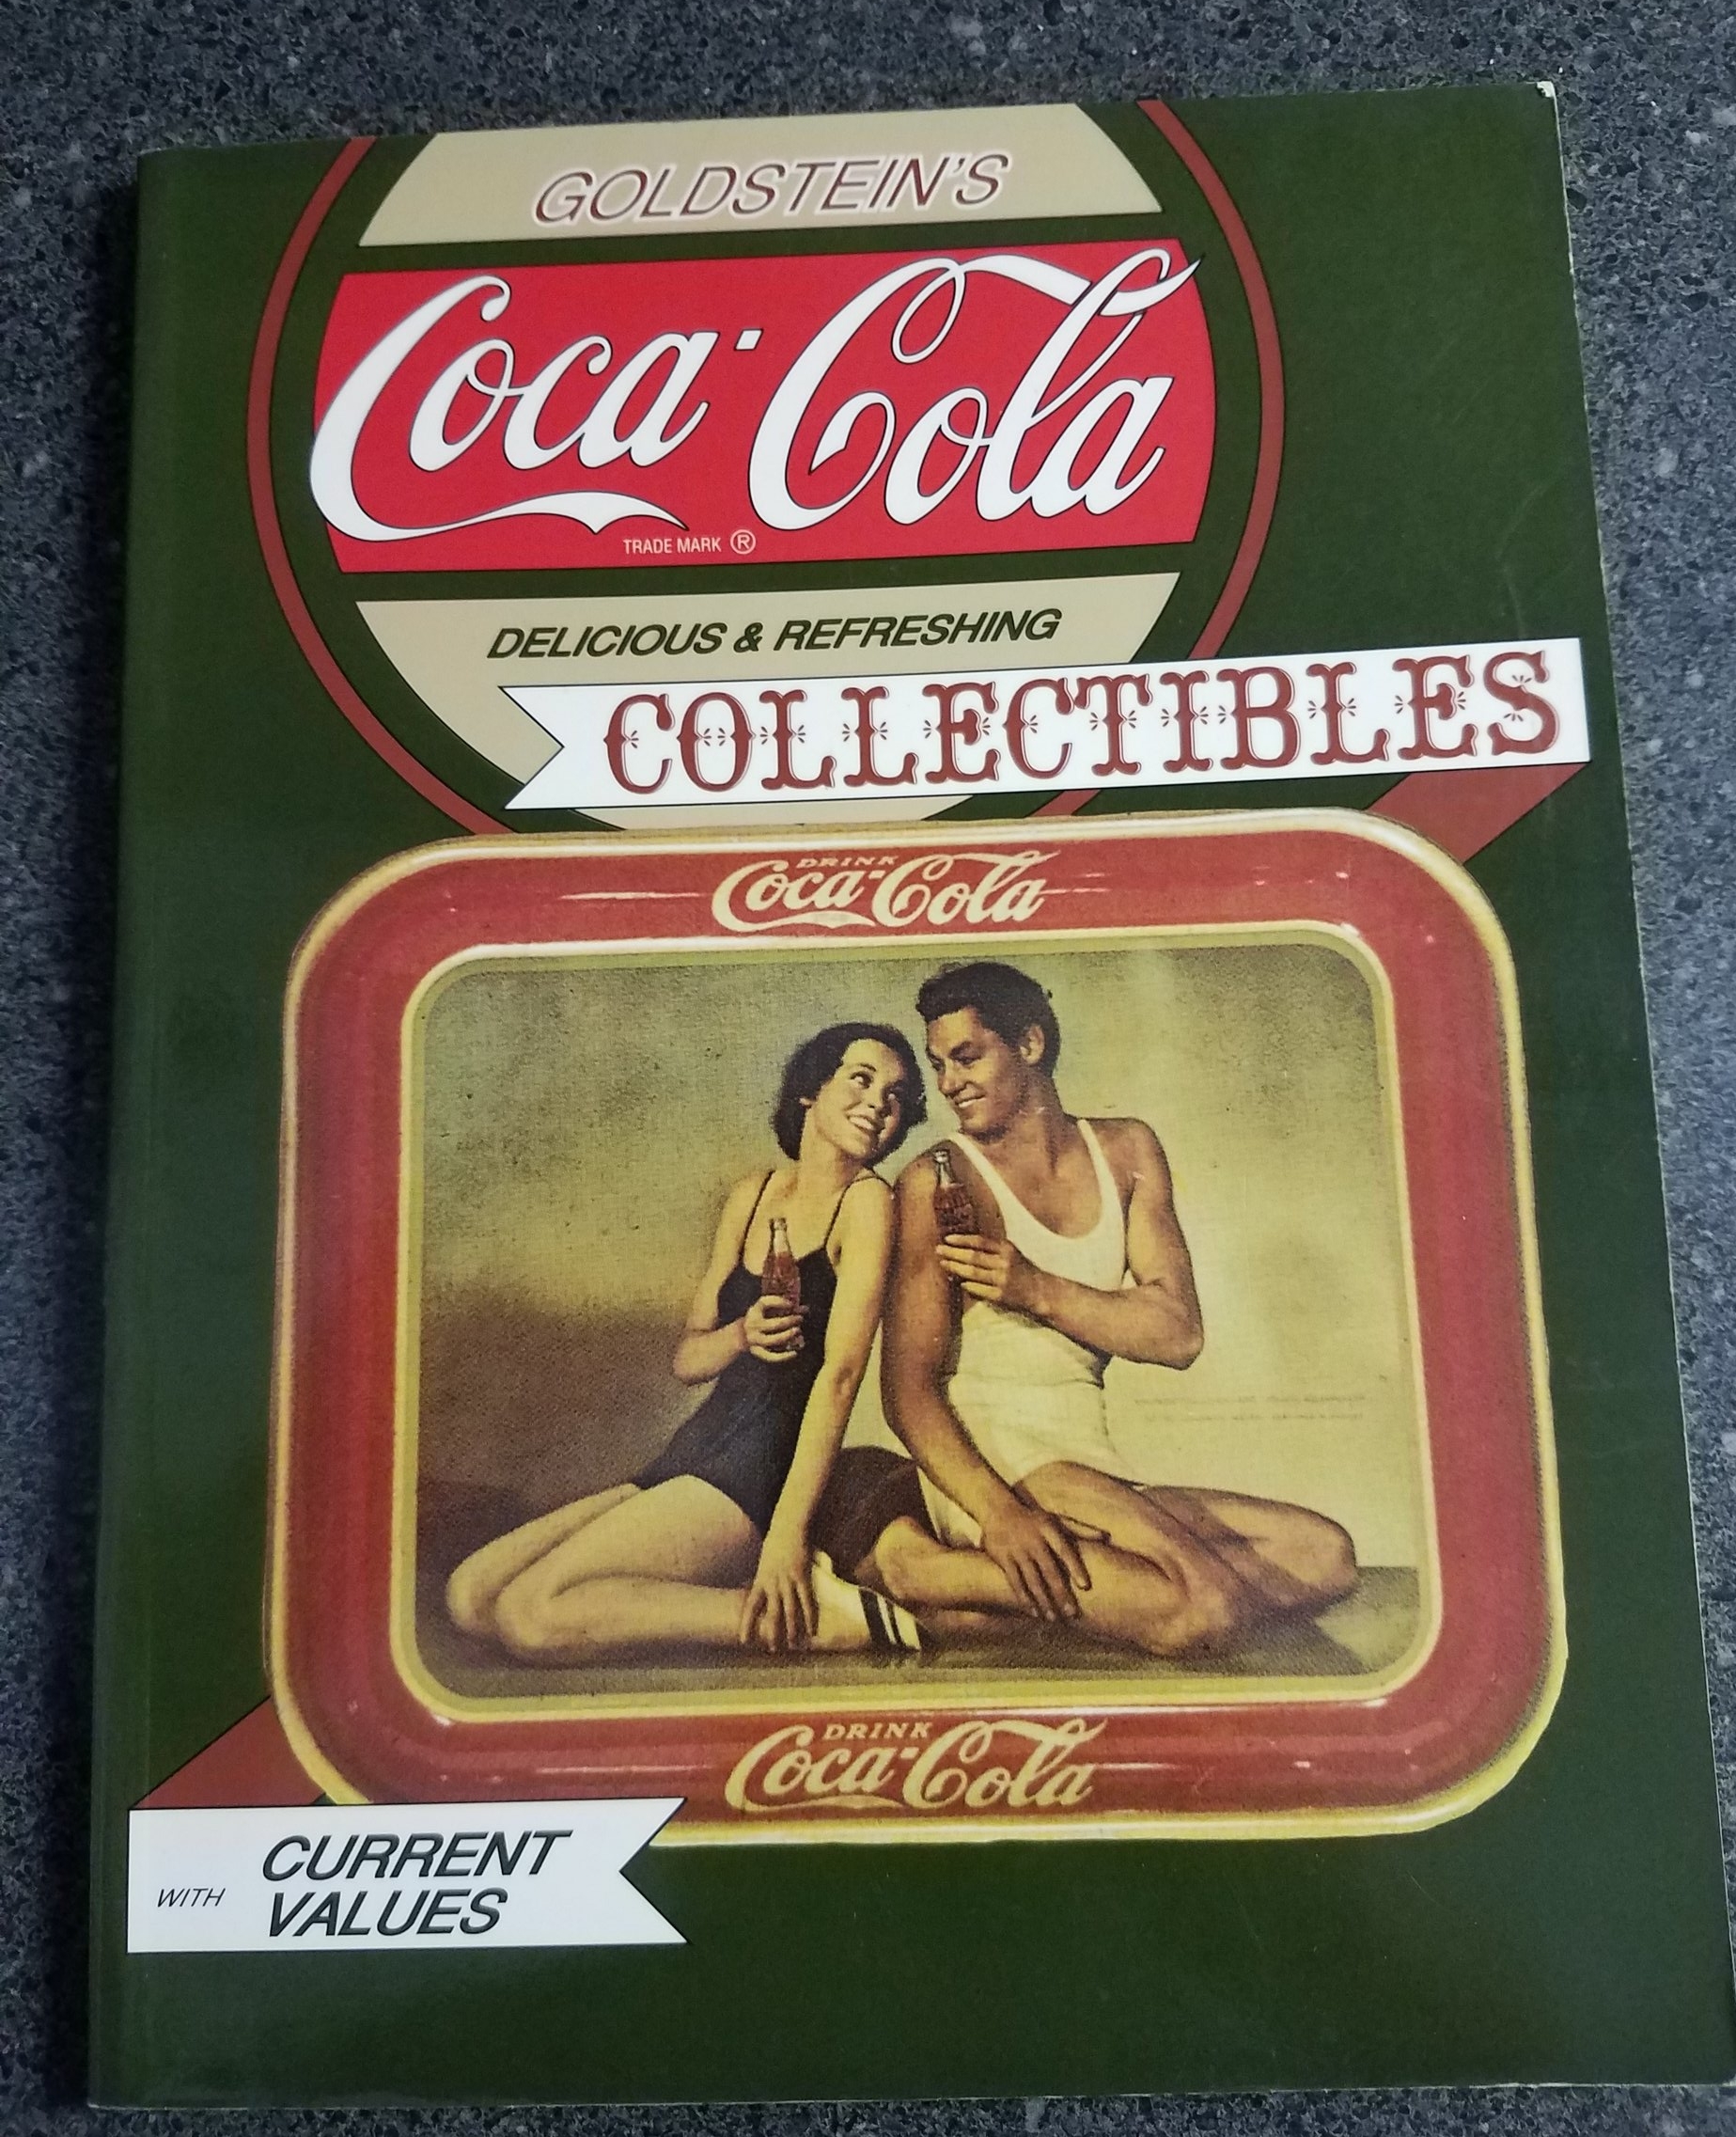 GOLDSTEIN'S
Coca-Cola
TRADE MARK ®
DELICIOUS & REFRESHING
COLLECTIBLES
DRINK
Coca-Cola
DRINK
Coca-Cola
WITH CURRENT
VALUES